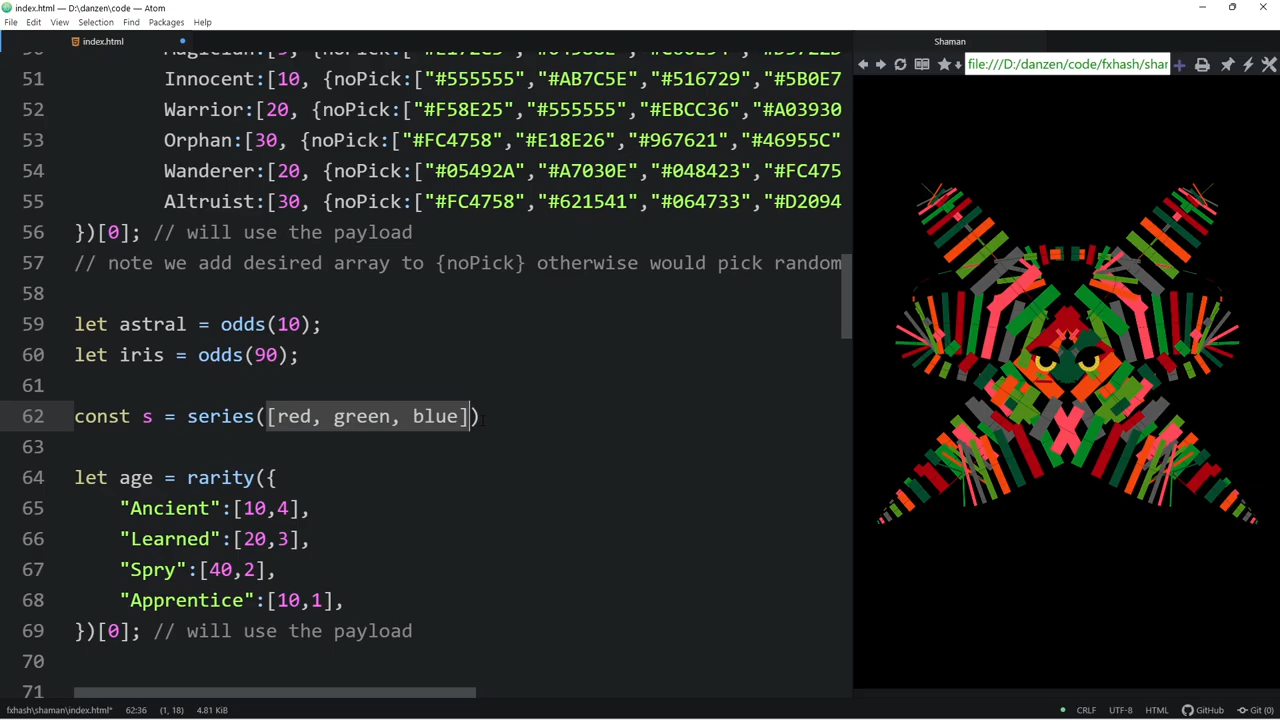 index.html — D:\danzen\code — Atom
File Edit View Selection Find Packages Help
index.html
Shaman
file:///D:/danzen/code/fxhash/shar
51 Innocent:[10, {noPick:["#555555","#AB7C5E","#516729","#5B0E7
52 Warrior:[20, {noPick:["#F58E25","#555555","#EBCC36","#A03930
53 Orphan:[30, {noPick:["#FC4758","#E18E26","#967621","#46955C"
54 Wanderer:[20, {noPick:["#05492A","#A7030E","#048423","#FC475
55 Altruist:[30, {noPick:["#FC4758","#621541","#064733","#D2094
56 })[0]; // will use the payload
57 // note we add desired array to {noPick} otherwise would pick random
58
59 let astral = odds(10);
60 let iris = odds(90);
61
62 const s = series([red, green, blue])
63
64 let age = rarity({
65 "Ancient":[10,4],
66 "Learned":[20,3],
67 "Spry":[40,2],
68 "Apprentice":[10,1],
69 })[0]; // will use the payload
70
71
fxhash\shaman\index.html* 62:36 (1, 18) 4.81 KiB CRLF UTF-8 HTML GitHub Git (0)